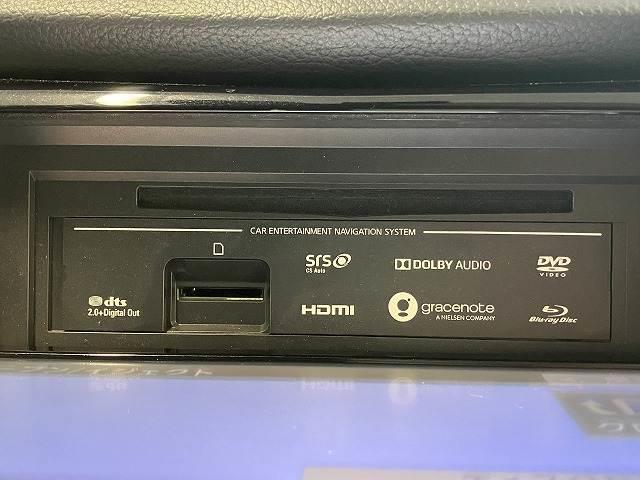 CAR ENTERTAINMENT NAVIGATION SYSTEM
dts
2.0+Digital Out
SRS
CS Auto
DOLBY AUDIO
DVD
VIDEO
HDMI
gracenote
A NIELSEN COMPANY
Blu-ray Disc